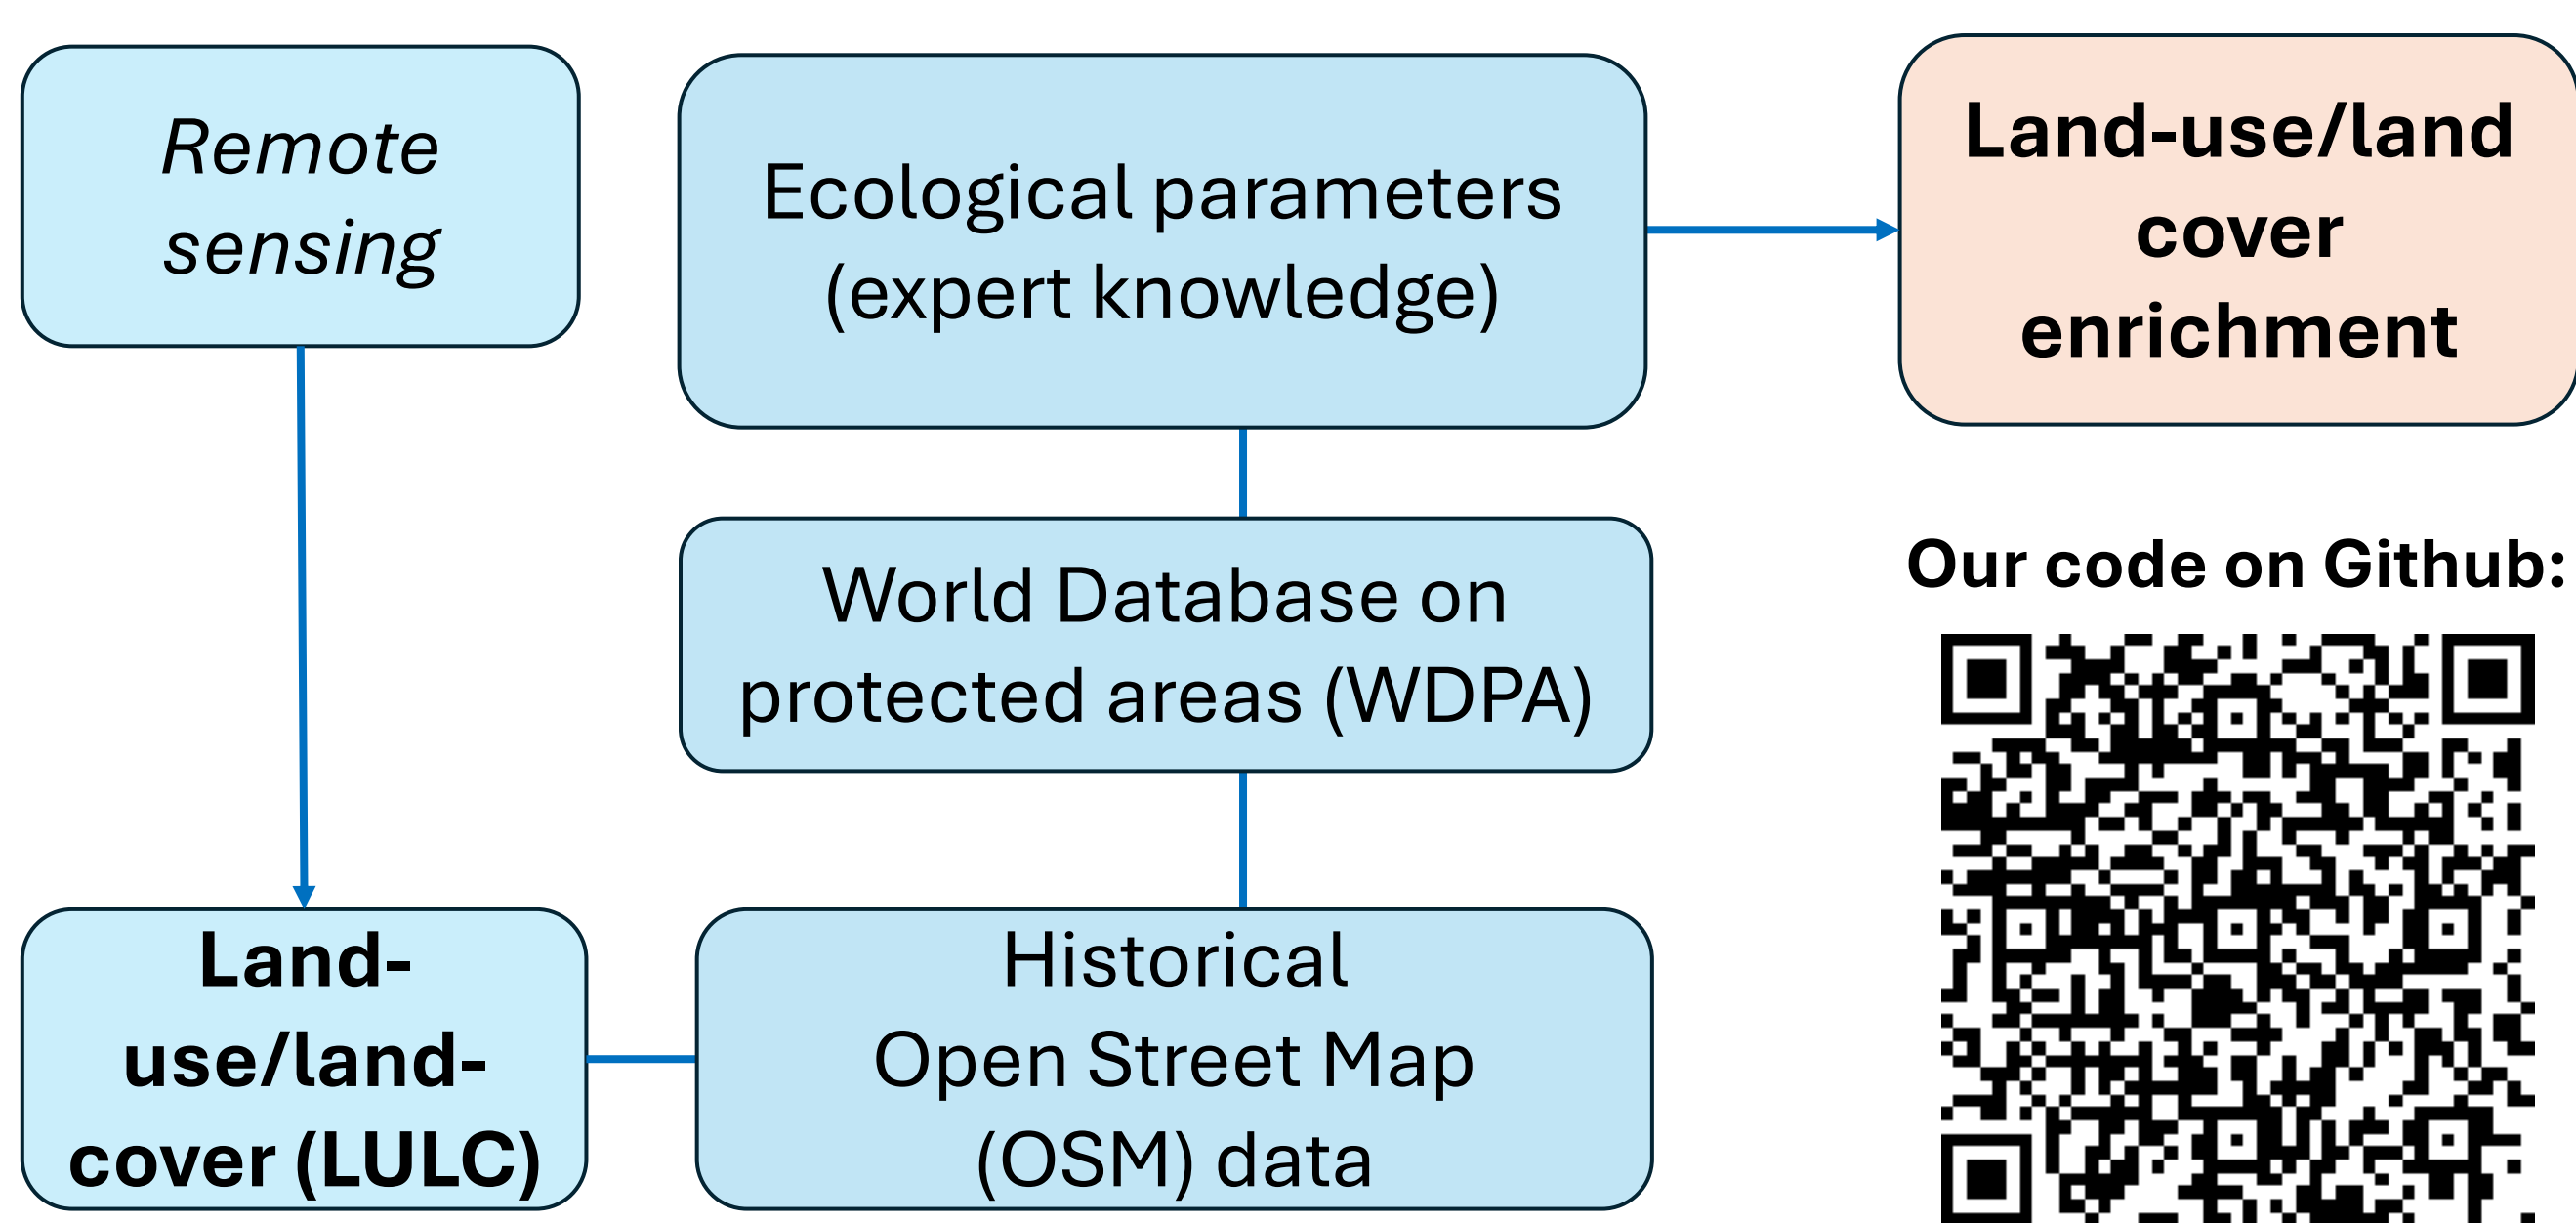 Remote
sensing
Ecological parameters
(expert knowledge)
Land-use/land
cover
enrichment
World Database on
protected areas (WDPA)
Our code on Github:
Land-
use/land-
cover (LULC)
Historical
Open Street Map
(OSM) data